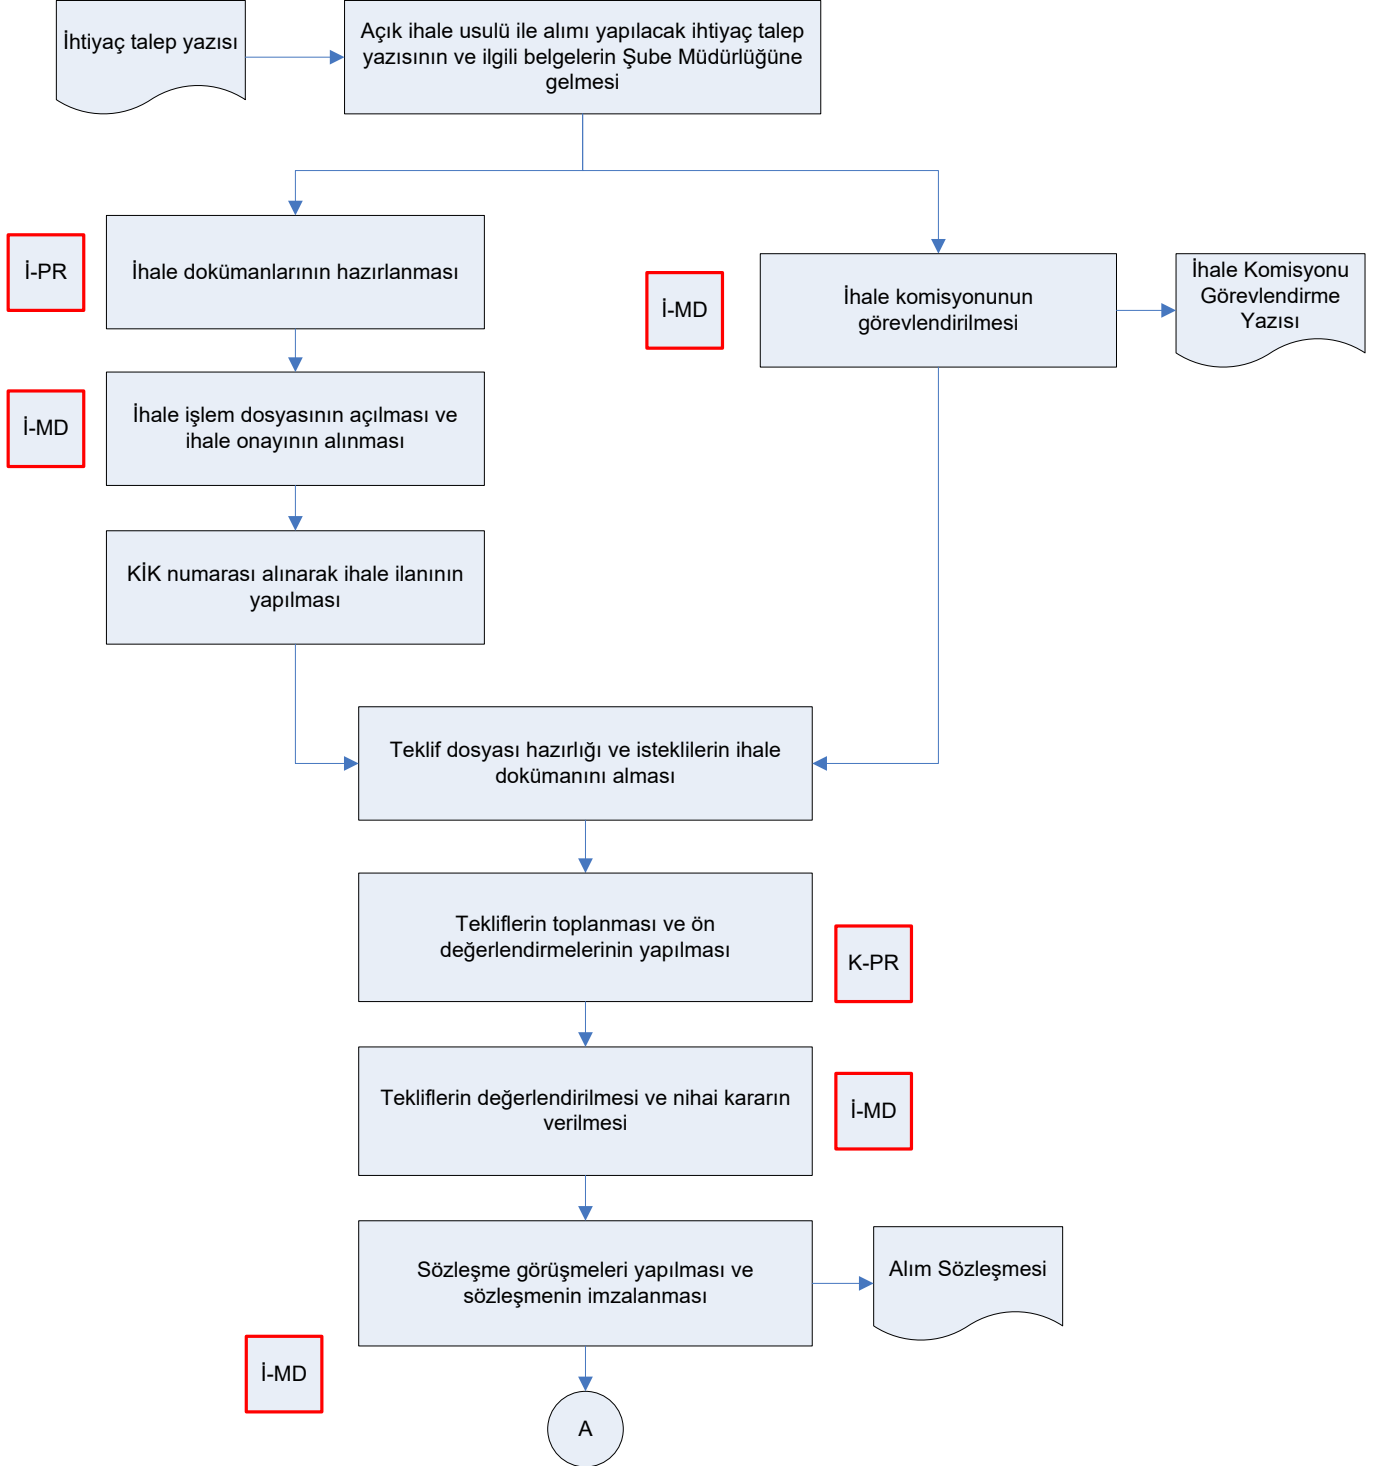 İhtiyaç talep yazısı
Açık ihale usulü ile alımı yapılacak ihtiyaç talep
yazısının ve ilgili belgelerin Şube Müdürlüğüne
gelmesi
İ-PR
İhale dokümanlarının hazırlanması
İ-MD
İhale komisyonunun
görevlendirilmesi
İhale Komisyonu
Görevlendirme
Yazısı
İ-MD
İhale işlem dosyasının açılması ve
ihale onayının alınması
KİK numarası alınarak ihale ilanının
yapılması
Teklif dosyası hazırlığı ve isteklilerin ihale
dokümanını alması
Tekliflerin toplanması ve ön
değerlendirmelerinin yapılması
K-PR
Tekliflerin değerlendirilmesi ve nihai kararın
verilmesi
İ-MD
Sözleşme görüşmeleri yapılması ve
sözleşmenin imzalanması
Alım Sözleşmesi
İ-MD
A